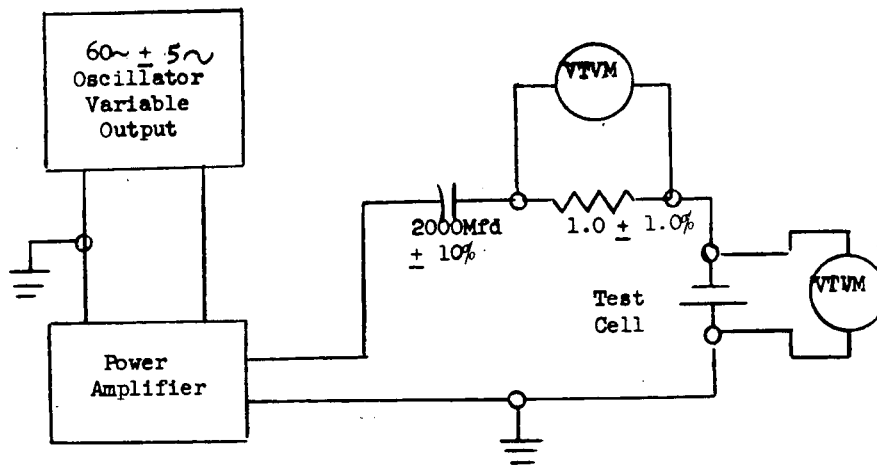 60~ ± 5~
Oscillator
Variable
Output
VTVM
2000Mfd
± 10%
1.0 ± 1.0%
Test
Cell
VTVM
Power
Amplifier